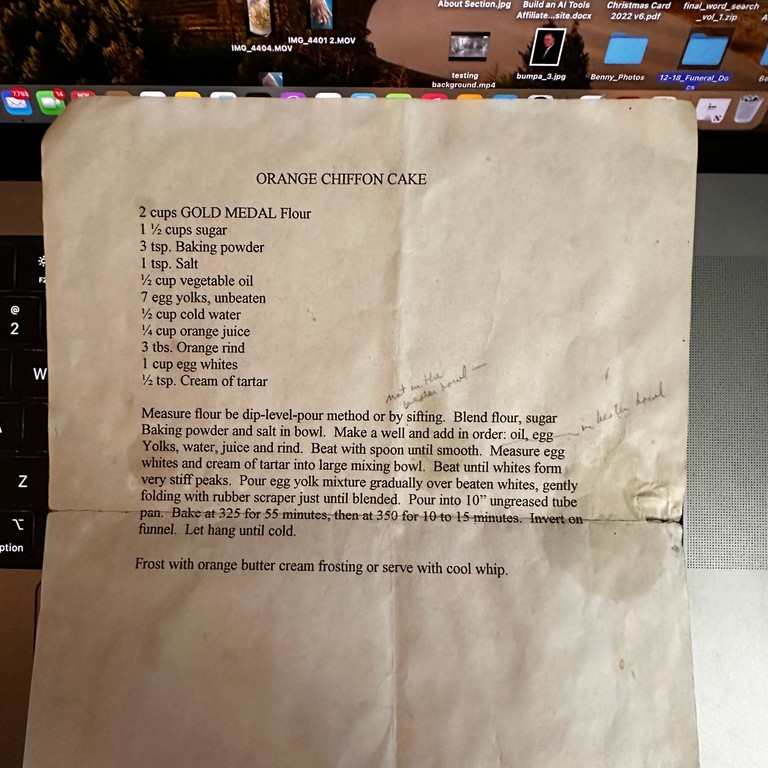 About Section.jpg
Build an AI Tools
Affiliate...site.docx
Christmas Card
2022 v6.pdf
final_word_search
_vol_1.zip
IMG_4404.MOV
IMG_4401 2.MOV
testing
background.mp4
bumpa_3.jpg
Benny_Photos
12-18_Funeral_Do
cs
7,793
14
NOV
F2
@
2
W
A
Z
⌥
ption
ORANGE CHIFFON CAKE
2 cups GOLD MEDAL Flour
1 ½ cups sugar
3 tsp. Baking powder
1 tsp. Salt
½ cup vegetable oil
7 egg yolks, unbeaten
½ cup cold water
¼ cup orange juice
3 tbs. Orange rind
1 cup egg whites
½ tsp. Cream of tartar
not in the
beater bowl —
Measure flour be dip-level-pour method or by sifting.  Blend flour, sugar
Baking powder and salt in bowl.  Make a well and add in order: oil, egg
in beater bowl
Yolks, water, juice and rind.  Beat with spoon until smooth.  Measure egg
whites and cream of tartar into large mixing bowl.  Beat until whites form
very stiff peaks.  Pour egg yolk mixture gradually over beaten whites, gently
folding with rubber scraper just until blended.  Pour into 10” ungreased tube
pan.  Bake at 325 for 55 minutes, then at 350 for 10 to 15 minutes.  Invert on
funnel.  Let hang until cold.
Frost with orange butter cream frosting or serve with cool whip.